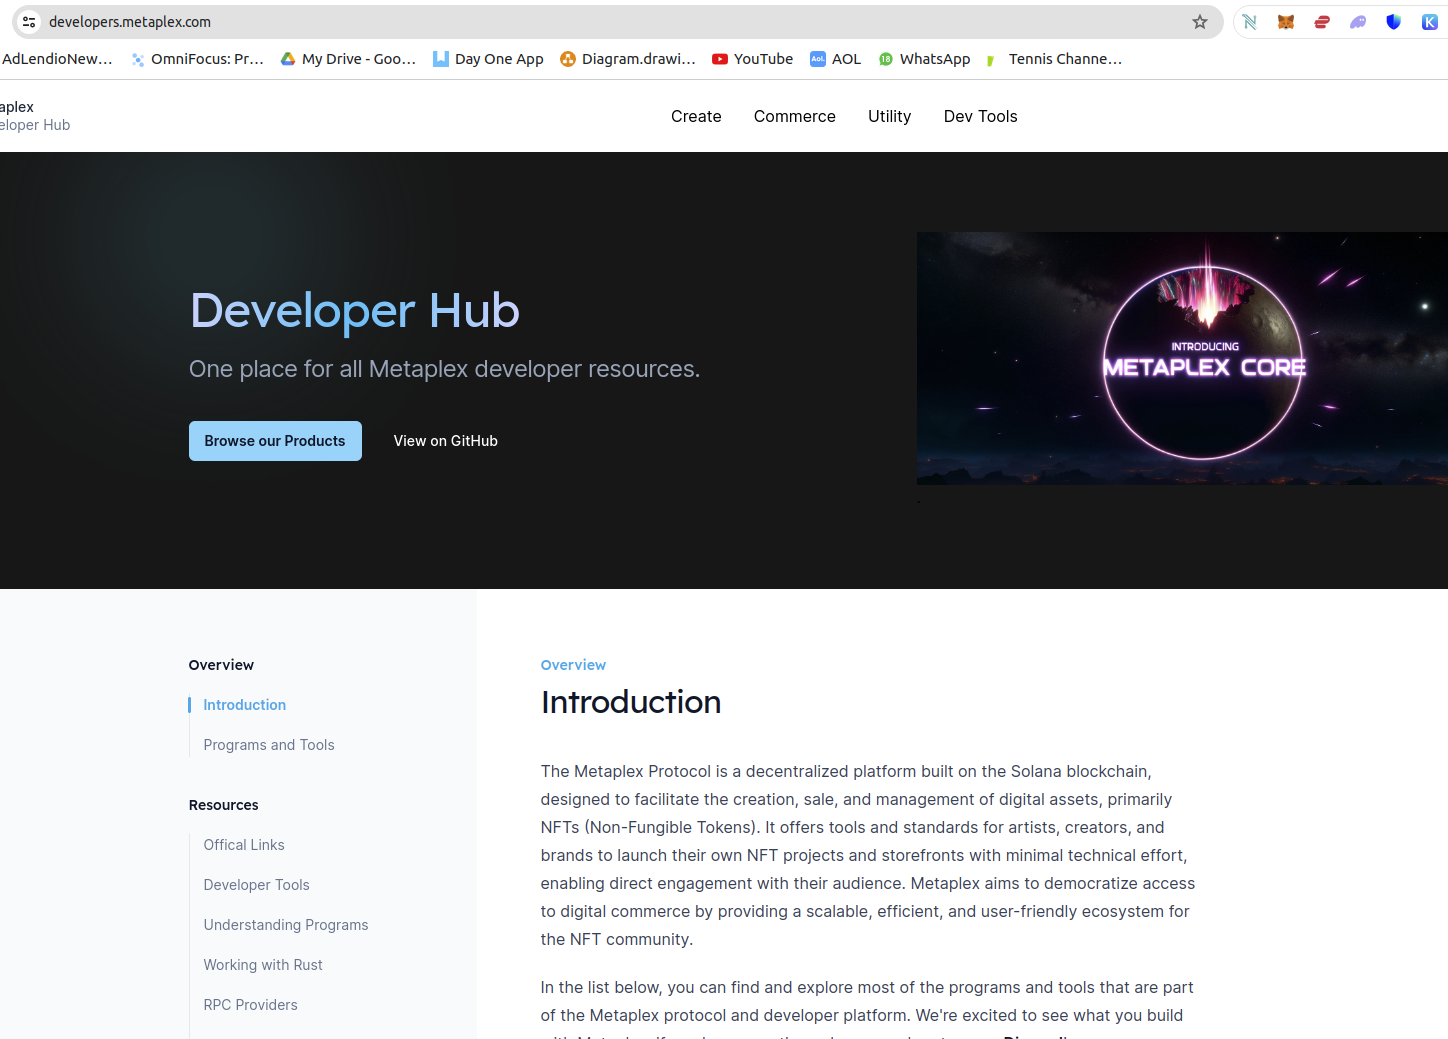 developers.metaplex.com
AdLendioNew...
OmniFocus: Pr...
My Drive - Goo...
Day One App
Diagram.drawi...
YouTube
Aol.
AOL
18
WhatsApp
Tennis Channe...
K
aplex
eloper Hub
Create
Commerce
Utility
Dev Tools
Developer Hub
One place for all Metaplex developer resources.
Browse our Products
View on GitHub
INTRODUCING
METAPLEX CORE
Overview
Introduction
Programs and Tools
Resources
Offical Links
Developer Tools
Understanding Programs
Working with Rust
RPC Providers
Overview
Introduction
The Metaplex Protocol is a decentralized platform built on the Solana blockchain,
designed to facilitate the creation, sale, and management of digital assets, primarily
NFTs (Non-Fungible Tokens). It offers tools and standards for artists, creators, and
brands to launch their own NFT projects and storefronts with minimal technical effort,
enabling direct engagement with their audience. Metaplex aims to democratize access
to digital commerce by providing a scalable, efficient, and user-friendly ecosystem for
the NFT community.
In the list below, you can find and explore most of the programs and tools that are part
of the Metaplex protocol and developer platform. We're excited to see what you build